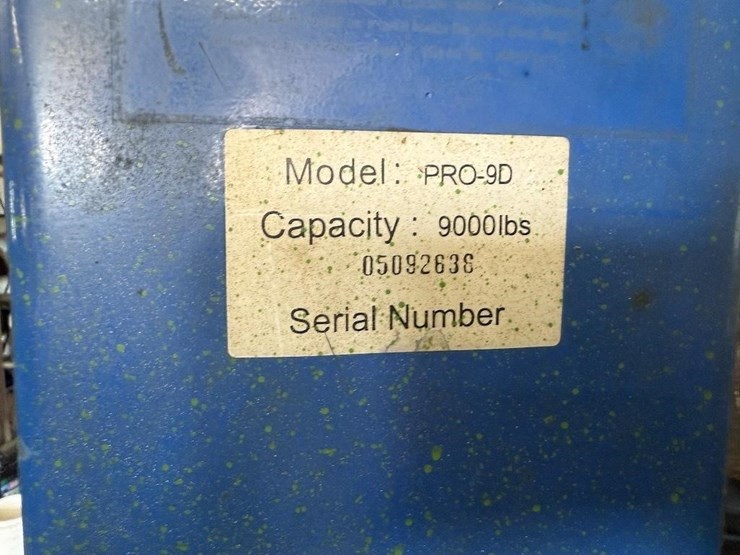 Model: PRO-9D
Capacity: 9000lbs
05092638
Serial Number